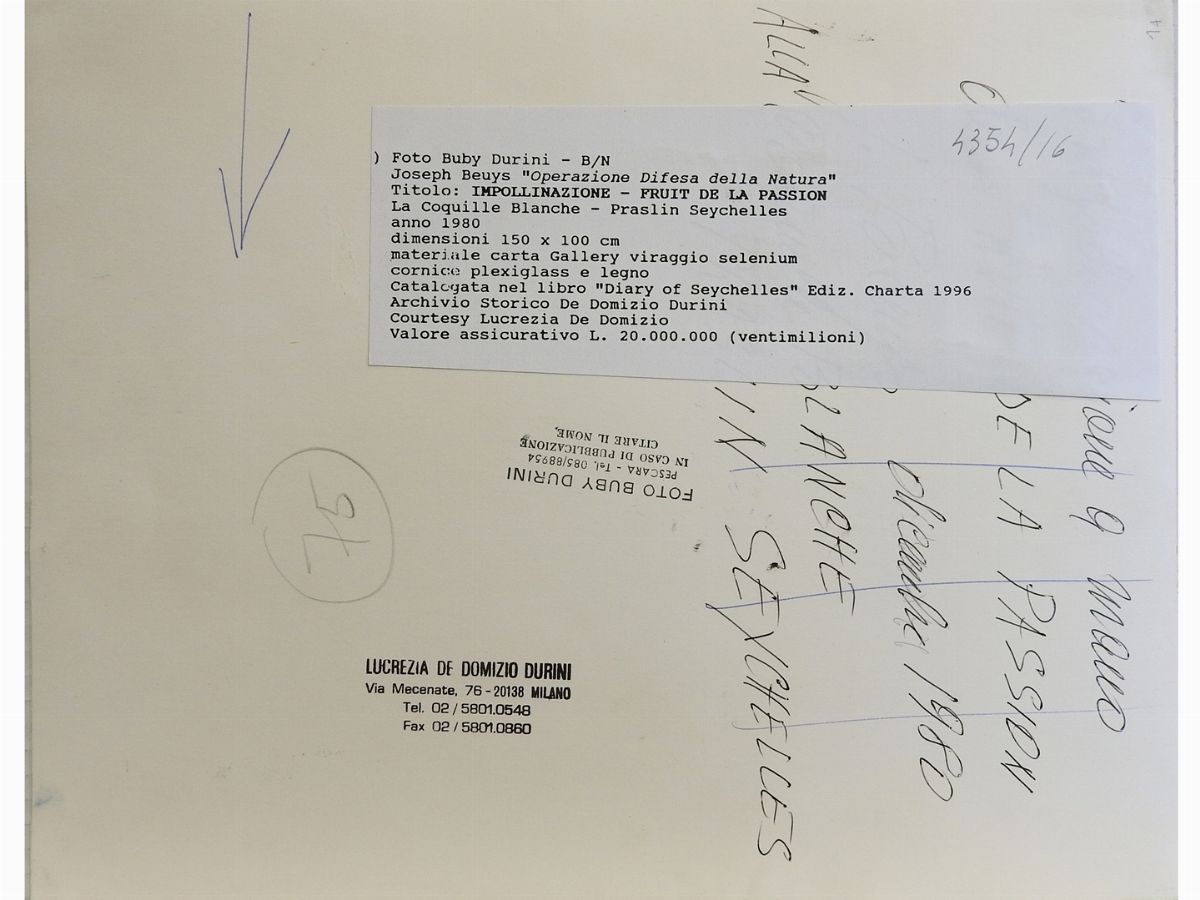 4354/16
) Foto Buby Durini - B/N
Joseph Beuys "Operazione Difesa della Natura"
Titolo: IMPOLLINAZIONE - FRUIT DE LA PASSION
La Coquille Blanche - Praslin Seychelles
anno 1980
dimensioni 150 x 100 cm
materiale carta Gallery viraggio selenium
cornice plexiglass e legno
Catalogata nel libro "Diary of Seychelles" Ediz. Charta 1996
Archivio Storico De Domizio Durini
Courtesy Lucrezia De Domizio
Valore assicurativo L. 20.000.000 (ventimilioni)
FOTO BUBY DURINI
PESCARA - Tel. 085/88954
IN CASO DI PUBBLICAZIONE
CITARE IL NOME.
LUCREZIA DE DOMIZIO DURINI
Via Mecenate, 76 - 20138 MILANO
Tel. 02 / 5801.0548
Fax 02 / 5801.0860
ione a mano
DE LA PASSION
dicembre 1980
BLANCHE
IN SEYCHELLES